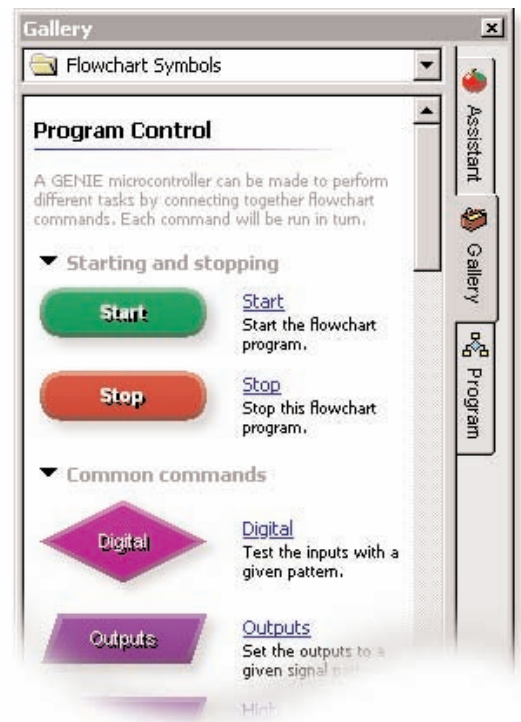 Gallery
Flowchart Symbols
Program Control
A GENIE microcontroller can be made to perform
different tasks by connecting together flowchart
commands. Each command will be run in turn.
Starting and stopping
Start
Start
Start the flowchart
program.
Stop
Stop
Stop this flowchart
program.
Common commands
Digital
Digital
Test the inputs with a
given pattern.
Outputs
Outputs
Set the outputs to a
given signal
High
Assistant
Gallery
Program